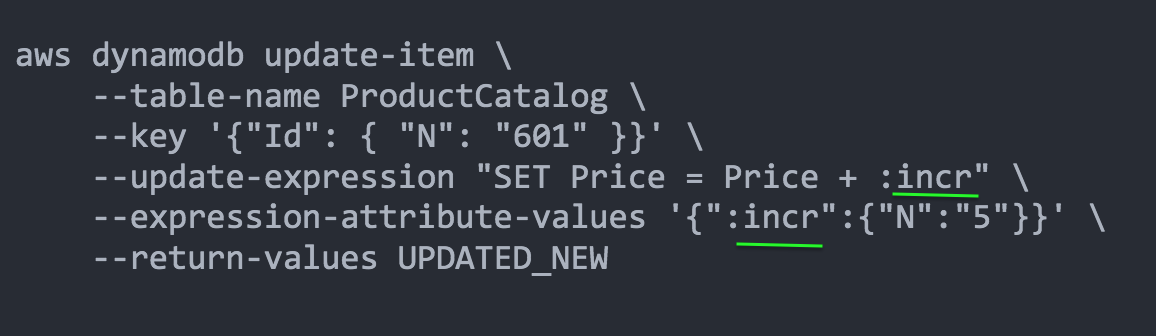 aws dynamodb update-item \
--table-name ProductCatalog \
--key '{"Id": { "N": "601" }}' \
--update-expression "SET Price = Price + :incr" \
--expression-attribute-values '{":incr":{"N":"5"}}' \
--return-values UPDATED_NEW